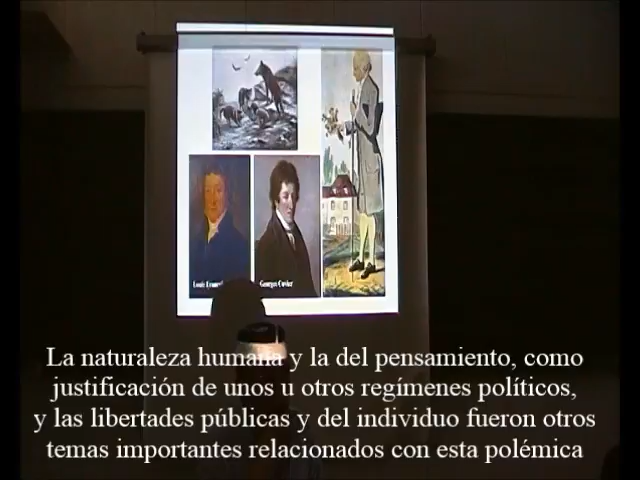 Louis
Georges Cuvier
La naturaleza humana y la del pensamiento, como
justificación de unos u otros regímenes políticos,
y las libertades públicas y del individuo fueron otros
temas importantes relacionados con esta polémica